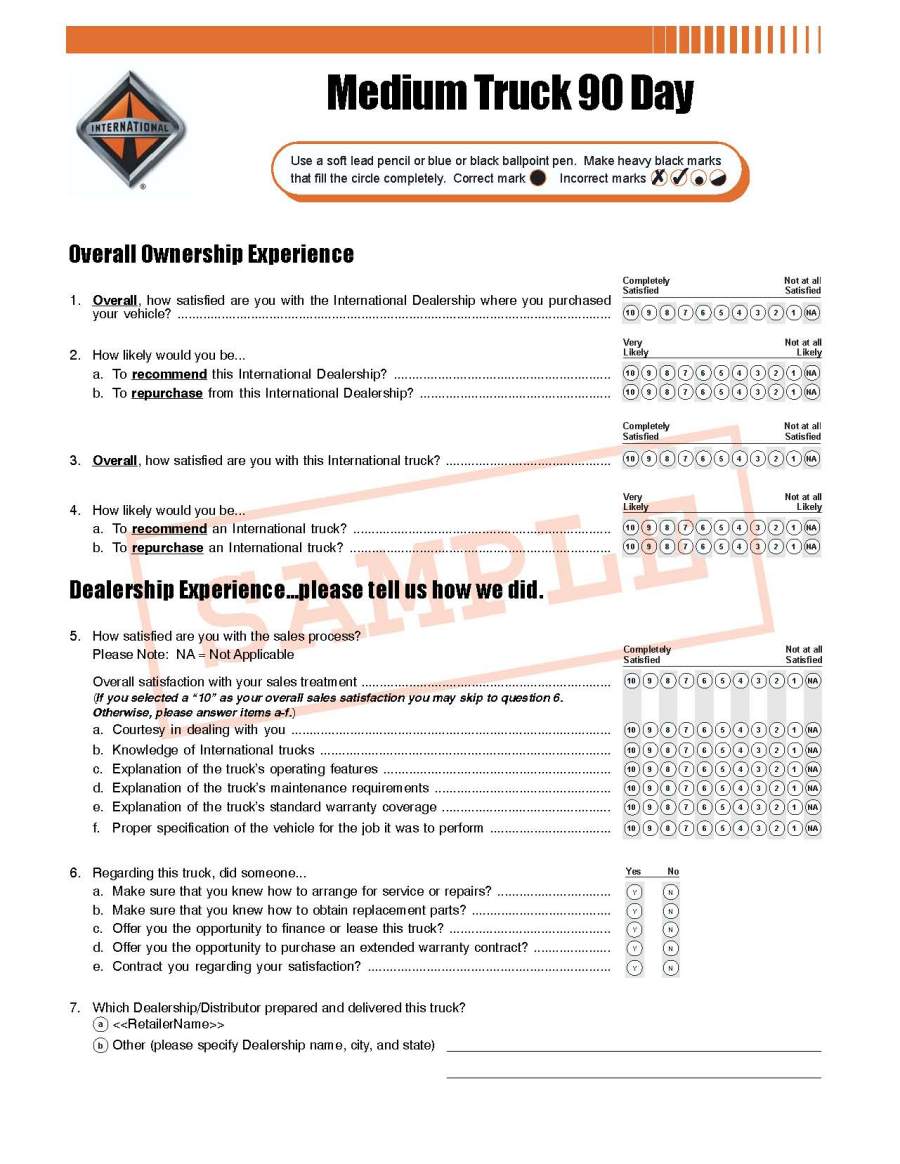 Medium Truck 90 Day
INTERNATIONAL
®
Use a soft lead pencil or blue or black ballpoint pen. Make heavy black marks
that fill the circle completely. Correct mark Incorrect marks
Overall Ownership Experience
Completely Not at all
Satisfied Satisfied
1. Overall, how satisfied are you with the International Dealership where you purchased
your vehicle? 10 9 8 7 6 5 4 3 2 1 NA
Very Not at all
Likely Likely
2. How likely would you be...
a. To recommend this International Dealership? 10 9 8 7 6 5 4 3 2 1 NA
b. To repurchase from this International Dealership? 10 9 8 7 6 5 4 3 2 1 NA
Completely Not at all
Satisfied Satisfied
3. Overall, how satisfied are you with this International truck? 10 9 8 7 6 5 4 3 2 1 NA
Very Not at all
Likely Likely
4. How likely would you be...
a. To recommend an International truck? 10 9 8 7 6 5 4 3 2 1 NA
b. To repurchase an International truck? 10 9 8 7 6 5 4 3 2 1 NA
SAMPLE
Dealership Experience...please tell us how we did.
5. How satisfied are you with the sales process?
Please Note: NA = Not Applicable
Completely Not at all
Satisfied Satisfied
Overall satisfaction with your sales treatment 10 9 8 7 6 5 4 3 2 1 NA
(If you selected a “10” as your overall sales satisfaction you may skip to question 6.
Otherwise, please answer items a-f.)
a. Courtesy in dealing with you 10 9 8 7 6 5 4 3 2 1 NA
b. Knowledge of International trucks 10 9 8 7 6 5 4 3 2 1 NA
c. Explanation of the truck’s operating features 10 9 8 7 6 5 4 3 2 1 NA
d. Explanation of the truck’s maintenance requirements 10 9 8 7 6 5 4 3 2 1 NA
e. Explanation of the truck’s standard warranty coverage 10 9 8 7 6 5 4 3 2 1 NA
f. Proper specification of the vehicle for the job it was to perform 10 9 8 7 6 5 4 3 2 1 NA
6. Regarding this truck, did someone... Yes No
a. Make sure that you knew how to arrange for service or repairs? Y N
b. Make sure that you knew how to obtain replacement parts? Y N
c. Offer you the opportunity to finance or lease this truck? Y N
d. Offer you the opportunity to purchase an extended warranty contract? Y N
e. Contract you regarding your satisfaction? Y N
7. Which Dealership/Distributor prepared and delivered this truck?
a <<RetailerName>>
b Other (please specify Dealership name, city, and state)